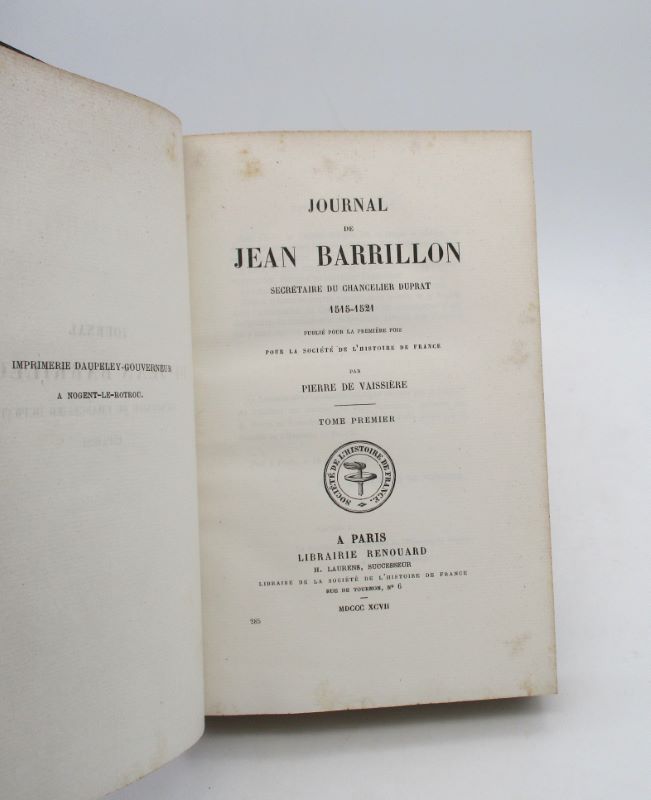 IMPRIMERIE DAUPELEY-GOUVERNEUR
A NOGENT-LE-ROTROU.
JOURNAL
DE
JEAN BARRILLON
SECRÉTAIRE DU CHANCELIER DUPRAT
1515-1521
PUBLIÉ POUR LA PREMIÈRE FOIS
POUR LA SOCIÉTÉ DE L'HISTOIRE DE FRANCE
PAR
PIERRE DE VAISSIÈRE
TOME PREMIER
SOCIÉTÉ DE L'HISTOIRE DE FRANCE
A PARIS
LIBRAIRIE RENOUARD
H. LAURENS, SUCCESSEUR
LIBRAIRE DE LA SOCIÉTÉ DE L'HISTOIRE DE FRANCE
RUE DE TOURNON, Nº 6
MDCCC XCVII
285